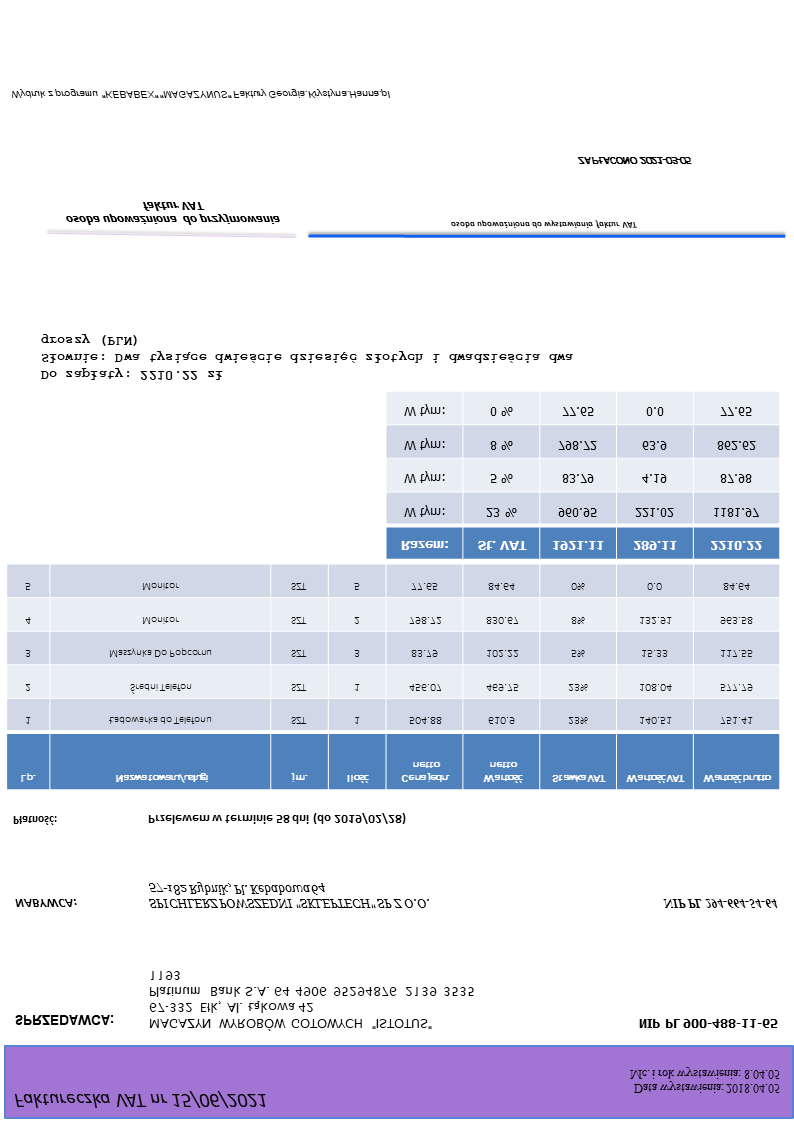 Faktureczka VAT nr 15/06/2021
Data wystawienia: 2018.04.05
Mc. i rok wystawienia: 8.04.05
SPRZEDAWCA: MAGAZYN WYROBÓW GOTOWYCH "ISTOTUS" NIP PL 900-488-11-65
67-332 Ełk, Al. Łąkowa 42
Platinum Bank S.A. 64 4906 95294876 2139 3535
1193
NABYWCA: SPICHLERZ POWSZEDNI "SKLEPTECH" SP. Z O.O. NIP PL 294-664-54-64
57-182 Rybnik, Pl. Kebabowa 64
Płatność: Przelewem w terminie 58 dni (do 2019/02/28)
Lp. Nazwa towaru/usługi jm. Ilość Cena jedn. netto Wartość netto Stawka VAT Wartość VAT Wartość brutto
1 Ładowarka do Telefonu SZT 1 504.88 610.9 23% 140.51 751.41
2 Średni Telefon SZT 1 456.07 469.75 23% 108.04 577.79
3 Maszynka Do Popcornu SZT 3 83.79 102.22 5% 15.33 117.55
4 Monitor SZT 2 798.72 830.67 8% 132.91 963.58
5 Monitor SZT 5 77.65 84.64 0% 0.0 84.64
Razem: St. VAT 1921.11 289.11 2210.22
W tym: 23 % 960.95 221.02 1181.97
W tym: 5 % 83.79 4.19 87.98
W tym: 8 % 798.72 63.9 862.62
W tym: 0 % 77.65 0.0 77.65
Do zapłaty: 2210.22 zł
Słownie: Dwa tysiące dwieście dziesięć złotych i dwadzieścia dwa
groszy (PLN)
osoba upoważniona do przyjmowania
faktur VAT
osoba upoważniona do wystawiania faktur VAT
ZAPŁACONO 2021-03-05
Wydruk z programu "KEBABEX" "MAGAZYNUS" Faktury Georgia.Krystyna.Hanna.pl